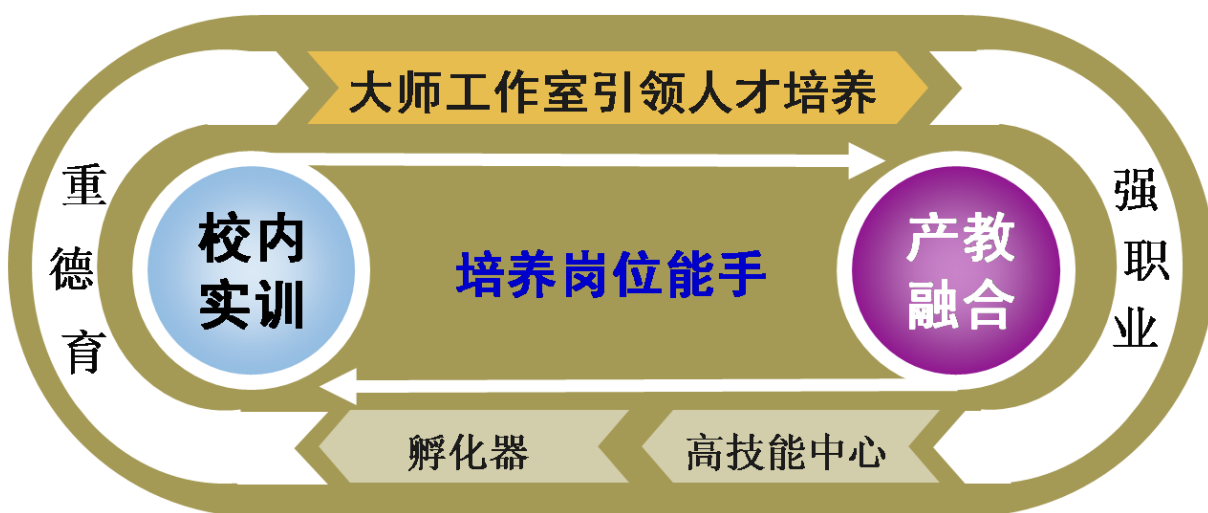 大师工作室引领人才培养
重德育
校内
实训
培养岗位能手
产教
融合
强职业
孵化器
高技能中心